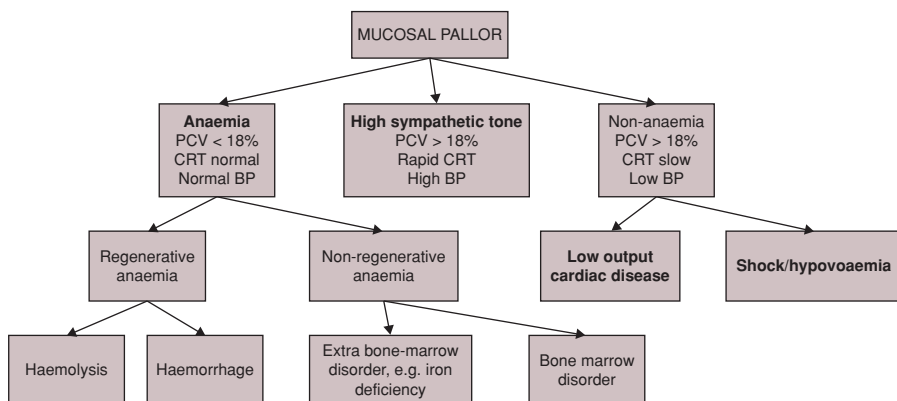 MUCOSAL PALLOR
Anaemia
PCV < 18%
CRT normal
Normal BP
High sympathetic tone
PCV > 18%
Rapid CRT
High BP
Non-anaemia
PCV > 18%
CRT slow
Low BP
Regenerative
anaemia
Non-regenerative
anaemia
Low output
cardiac disease
Shock/hypovoaemia
Haemolysis
Haemorrhage
Extra bone-marrow
disorder, e.g. iron
deficiency
Bone marrow
disorder